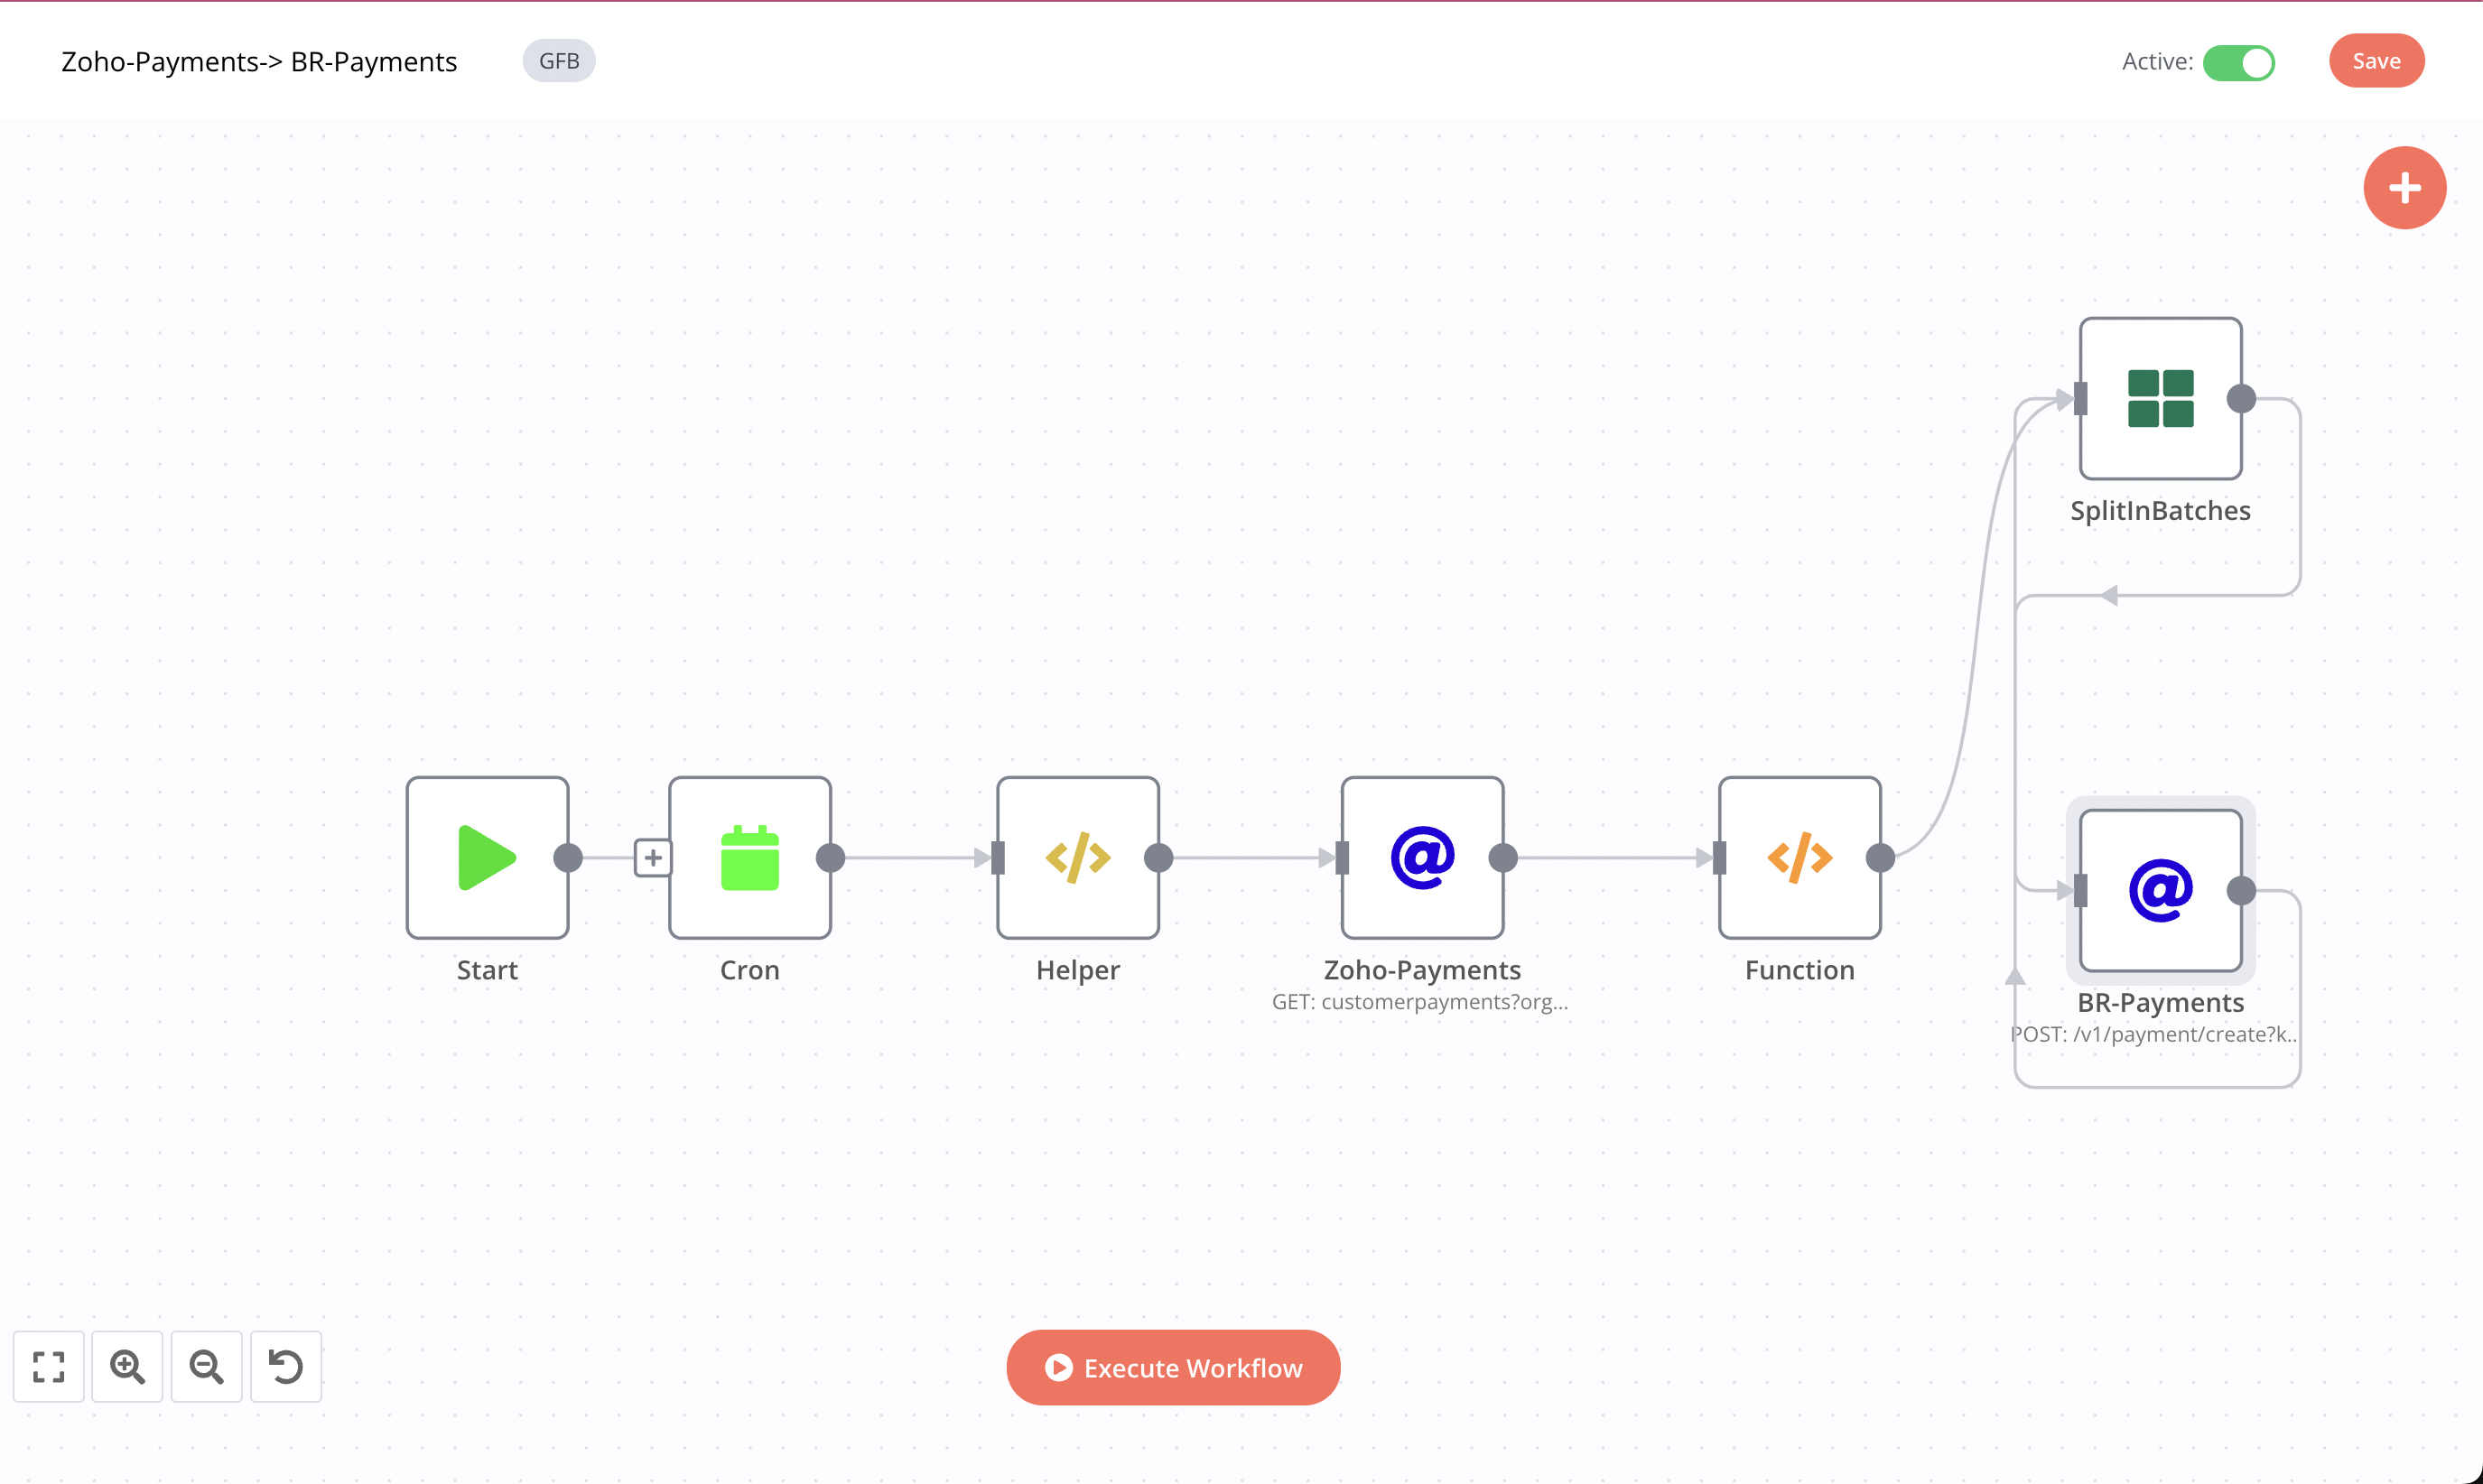 Zoho-Payments-> BR-Payments
GFB
Active:
Save
SplitInBatches
Start
Cron
Helper
Zoho-Payments
GET: customerpayments?org...
Function
BR-Payments
POST: /v1/payment/create?k..
Execute Workflow